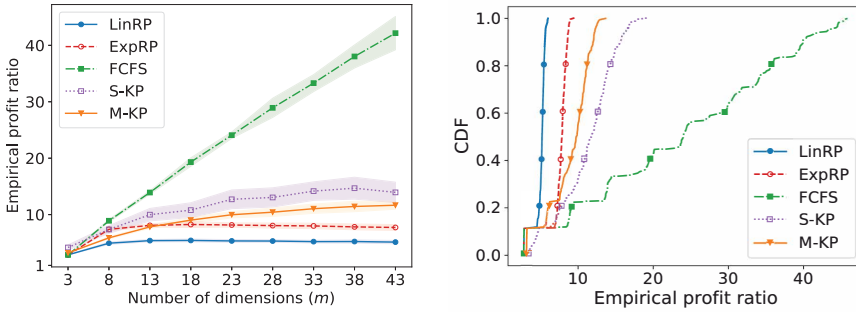 LinRP
ExpRP
FCFS
S-KP
M-KP
Empirical profit ratio
40
30
20
10
1
3 8 13 18 23 28 33 38 43
Number of dimensions (m)
CDF
1.0
0.8
0.6
0.4
0.2
0.0
LinRP
ExpRP
FCFS
S-KP
M-KP
10 20 30 40
Empirical profit ratio